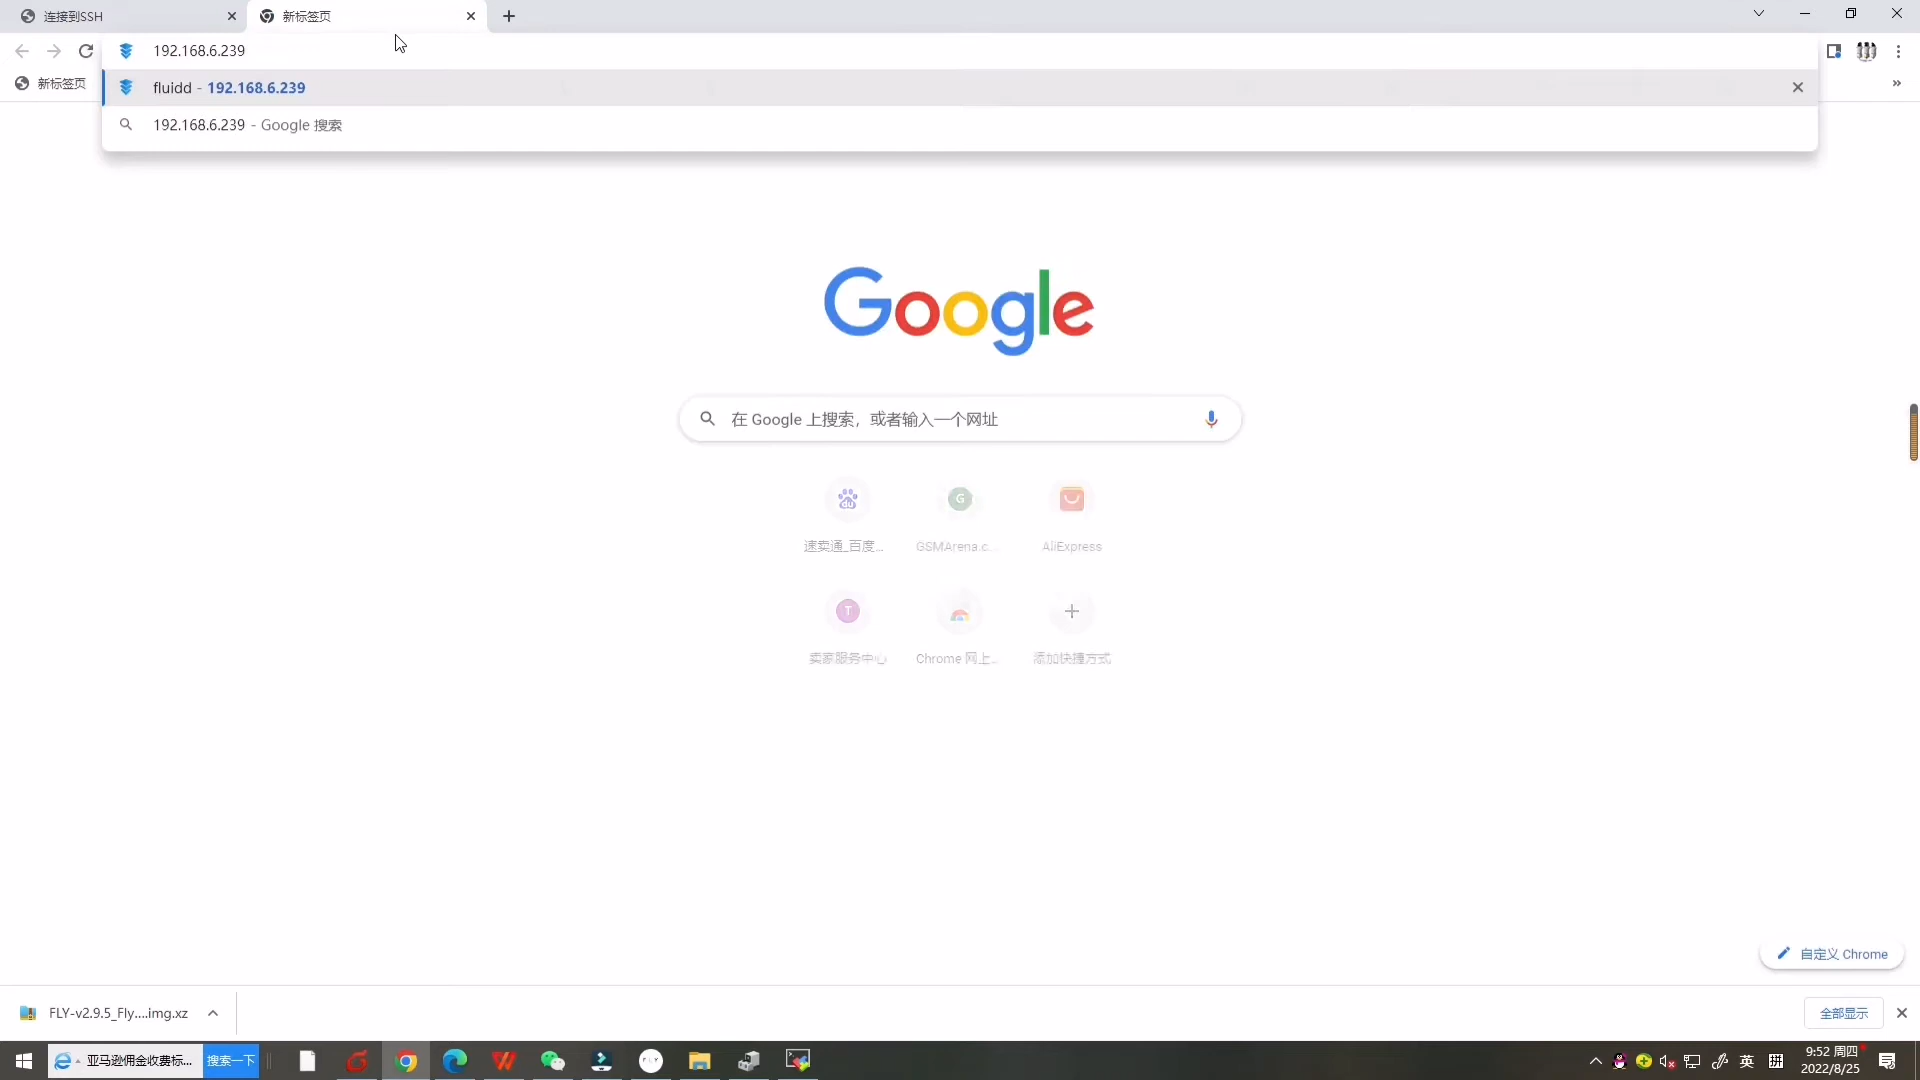 连接到SSH
新标签页
192.168.6.239
新标签页
fluidd - 192.168.6.239
192.168.6.239 - Google 搜索
Google
在 Google 上搜索，或者输入一个网址
G
速卖通_百度...
GSMArena.c...
AliExpress
T
卖家服务中心
Chrome 网上...
添加快捷方式
自定义 Chrome
FLY-v2.9.5_Fly....img.xz
全部显示
亚马逊佣金收费标...
搜索一下
FLY
英
拼
9:52 周四
2022/8/25